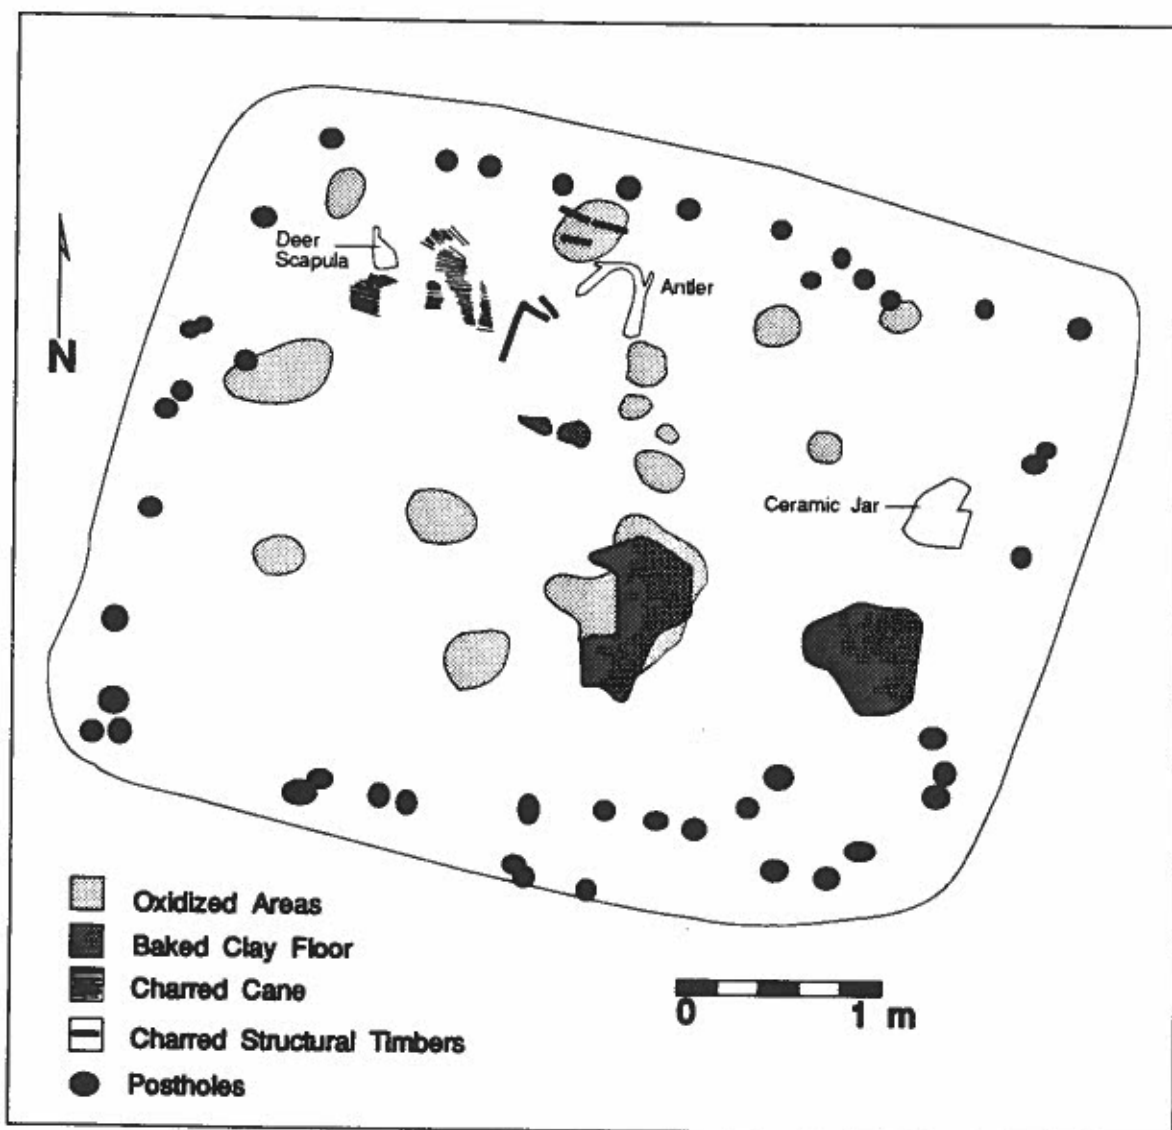 Deer
Scapula
Antler
N
Ceramic Jar
Oxidized Areas
Baked Clay Floor
Charred Cane
Charred Structural Timbers
Postholes
0 1 m